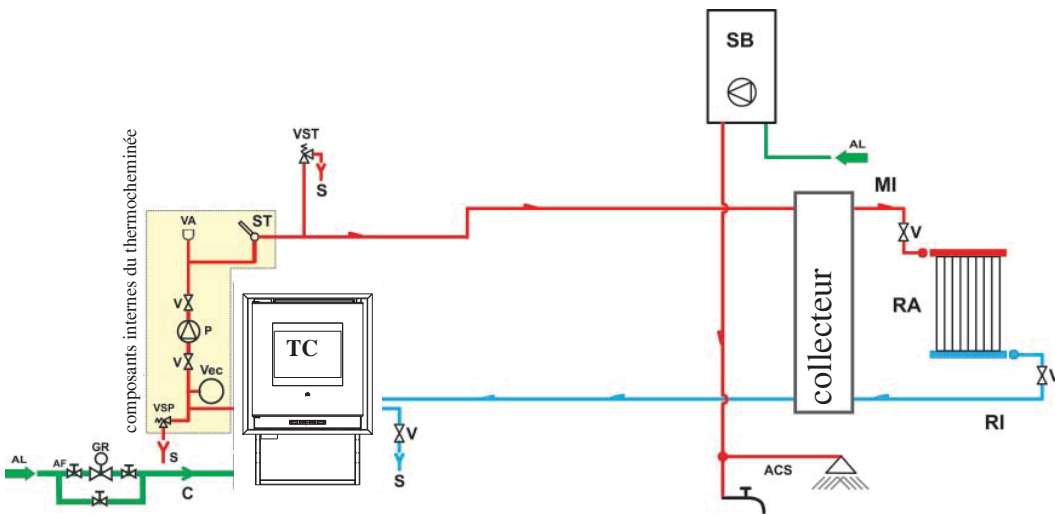 SB
AL
VST
S
composants internes du thermocheminée
VA
ST
MI
V
V
P
V
Vec
VSP
S
TC
collecteur
RA
V
RI
V
S
AL
AF
GR
C
ACS